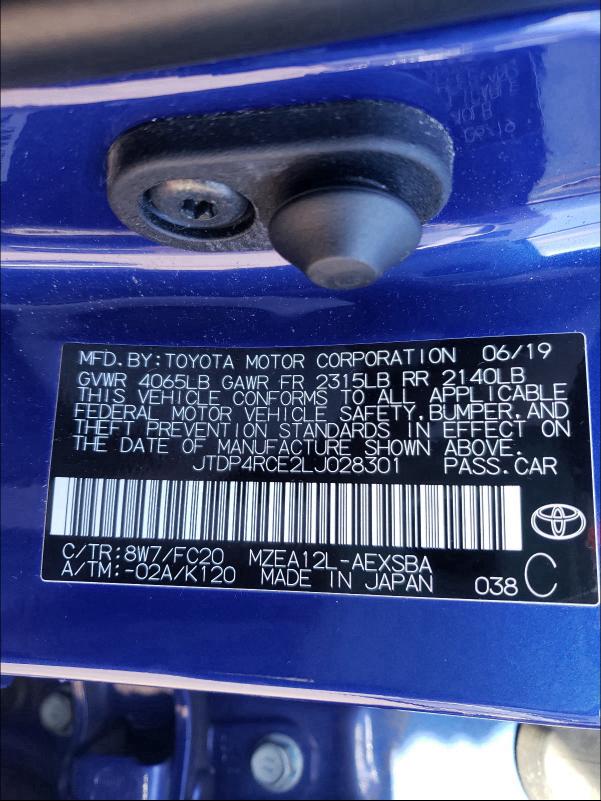 MFD.BY:TOYOTA MOTOR CORPORATION 06/19
GVWR 4065LB GAWR FR 2315LB RR 2140LB
THIS VEHICLE CONFORMS TO ALL APPLICABLE
FEDERAL MOTOR VEHICLE SAFETY,BUMPER,AND
THEFT PREVENTION STANDARDS IN EFFECT ON
THE DATE OF MANUFACTURE SHOWN ABOVE.
JTDP4RCE2LJ028301 PASS.CAR
C/TR:8W7/FC20 MZEA12L-AEXSBA
A/TM:-02A/K120 MADE IN JAPAN 038 C